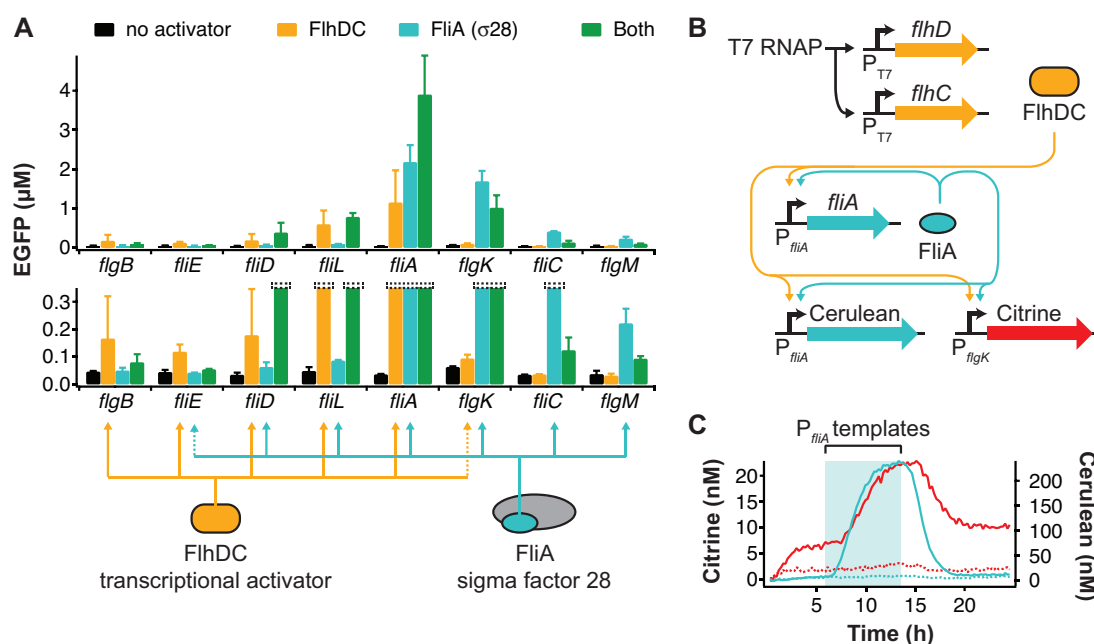 A
no activator
FlhDC
FliA (σ28)
Both
EGFP (µM)
4
3
2
1
0
flgB
fliE
fliD
fliL
fliA
flgK
fliC
flgM
0.3
0.2
0.1
0.0
flgB
fliE
fliD
fliL
fliA
flgK
fliC
flgM
FlhDC
transcriptional activator
FliA
sigma factor 28
B
T7 RNAP
flhD
PT7
flhC
PT7
FlhDC
fliA
PfliA
FliA
Cerulean
PfliA
Citrine
PflgK
C
PfliA templates
Citrine (nM)
20
15
10
5
0
Cerulean (nM)
200
150
100
50
0
5
10
15
20
Time (h)